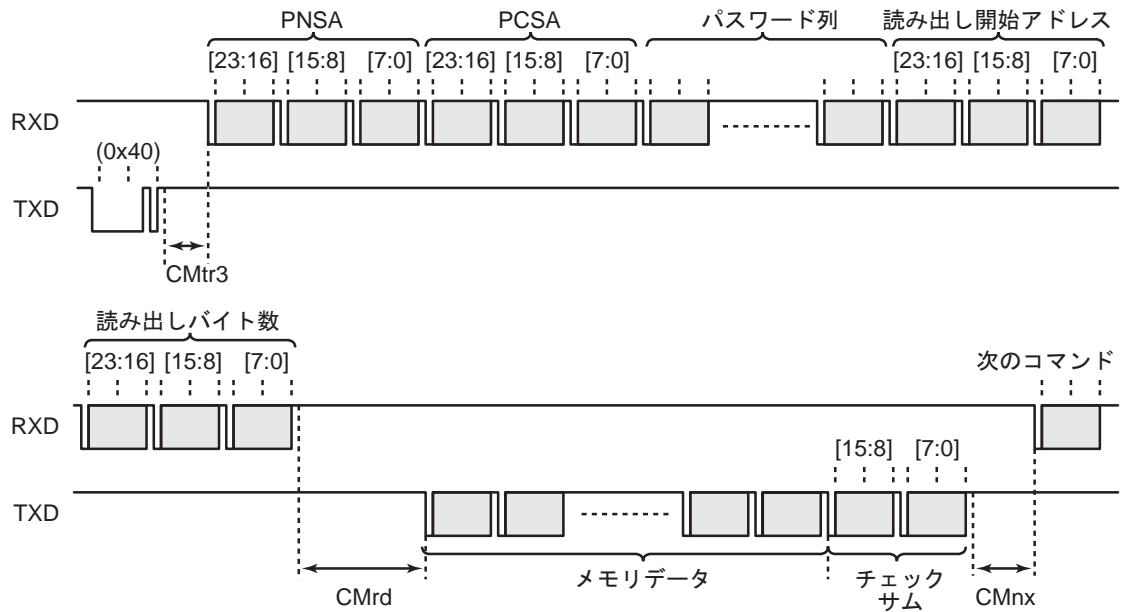 PNSA PCSA パスワード列 読み出し開始アドレス
[23:16] [15:8] [7:0] [23:16] [15:8] [7:0] [23:16] [15:8] [7:0]
RXD
(0x40)
TXD
CMtr3
読み出しバイト数
[23:16] [15:8] [7:0] 次のコマンド
RXD
[15:8] [7:0]
TXD
CMrd メモリデータ チェック CMnx
サム